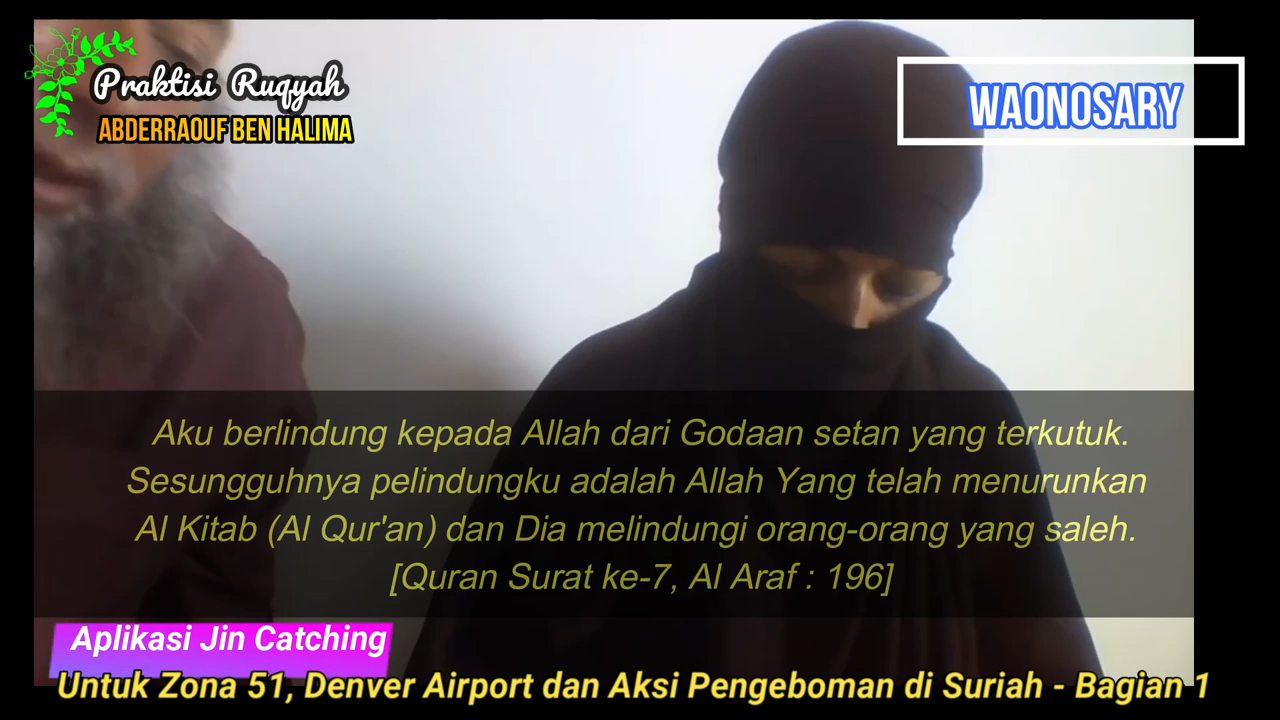 Praktisi Ruqyah
ABDERRAOUF BEN HALIMA
WAONOSARY
Aku berlindung kepada Allah dari Godaan setan yang terkutuk.
Sesungguhnya pelindungku adalah Allah Yang telah menurunkan
Al Kitab (Al Qur'an) dan Dia melindungi orang-orang yang saleh.
[Quran Surat ke-7, Al Araf : 196]
Aplikasi Jin Catching
Untuk Zona 51, Denver Airport dan Aksi Pengeboman di Suriah - Bagian 1